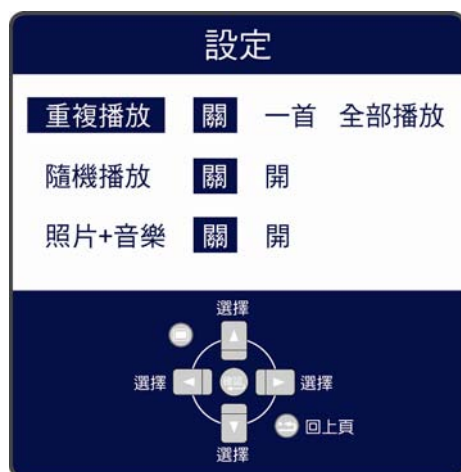 設定
重複播放 關 一首 全部播放
隨機播放 關 開
照片+音樂 關 開
選擇
選擇 選擇
回上頁
選擇